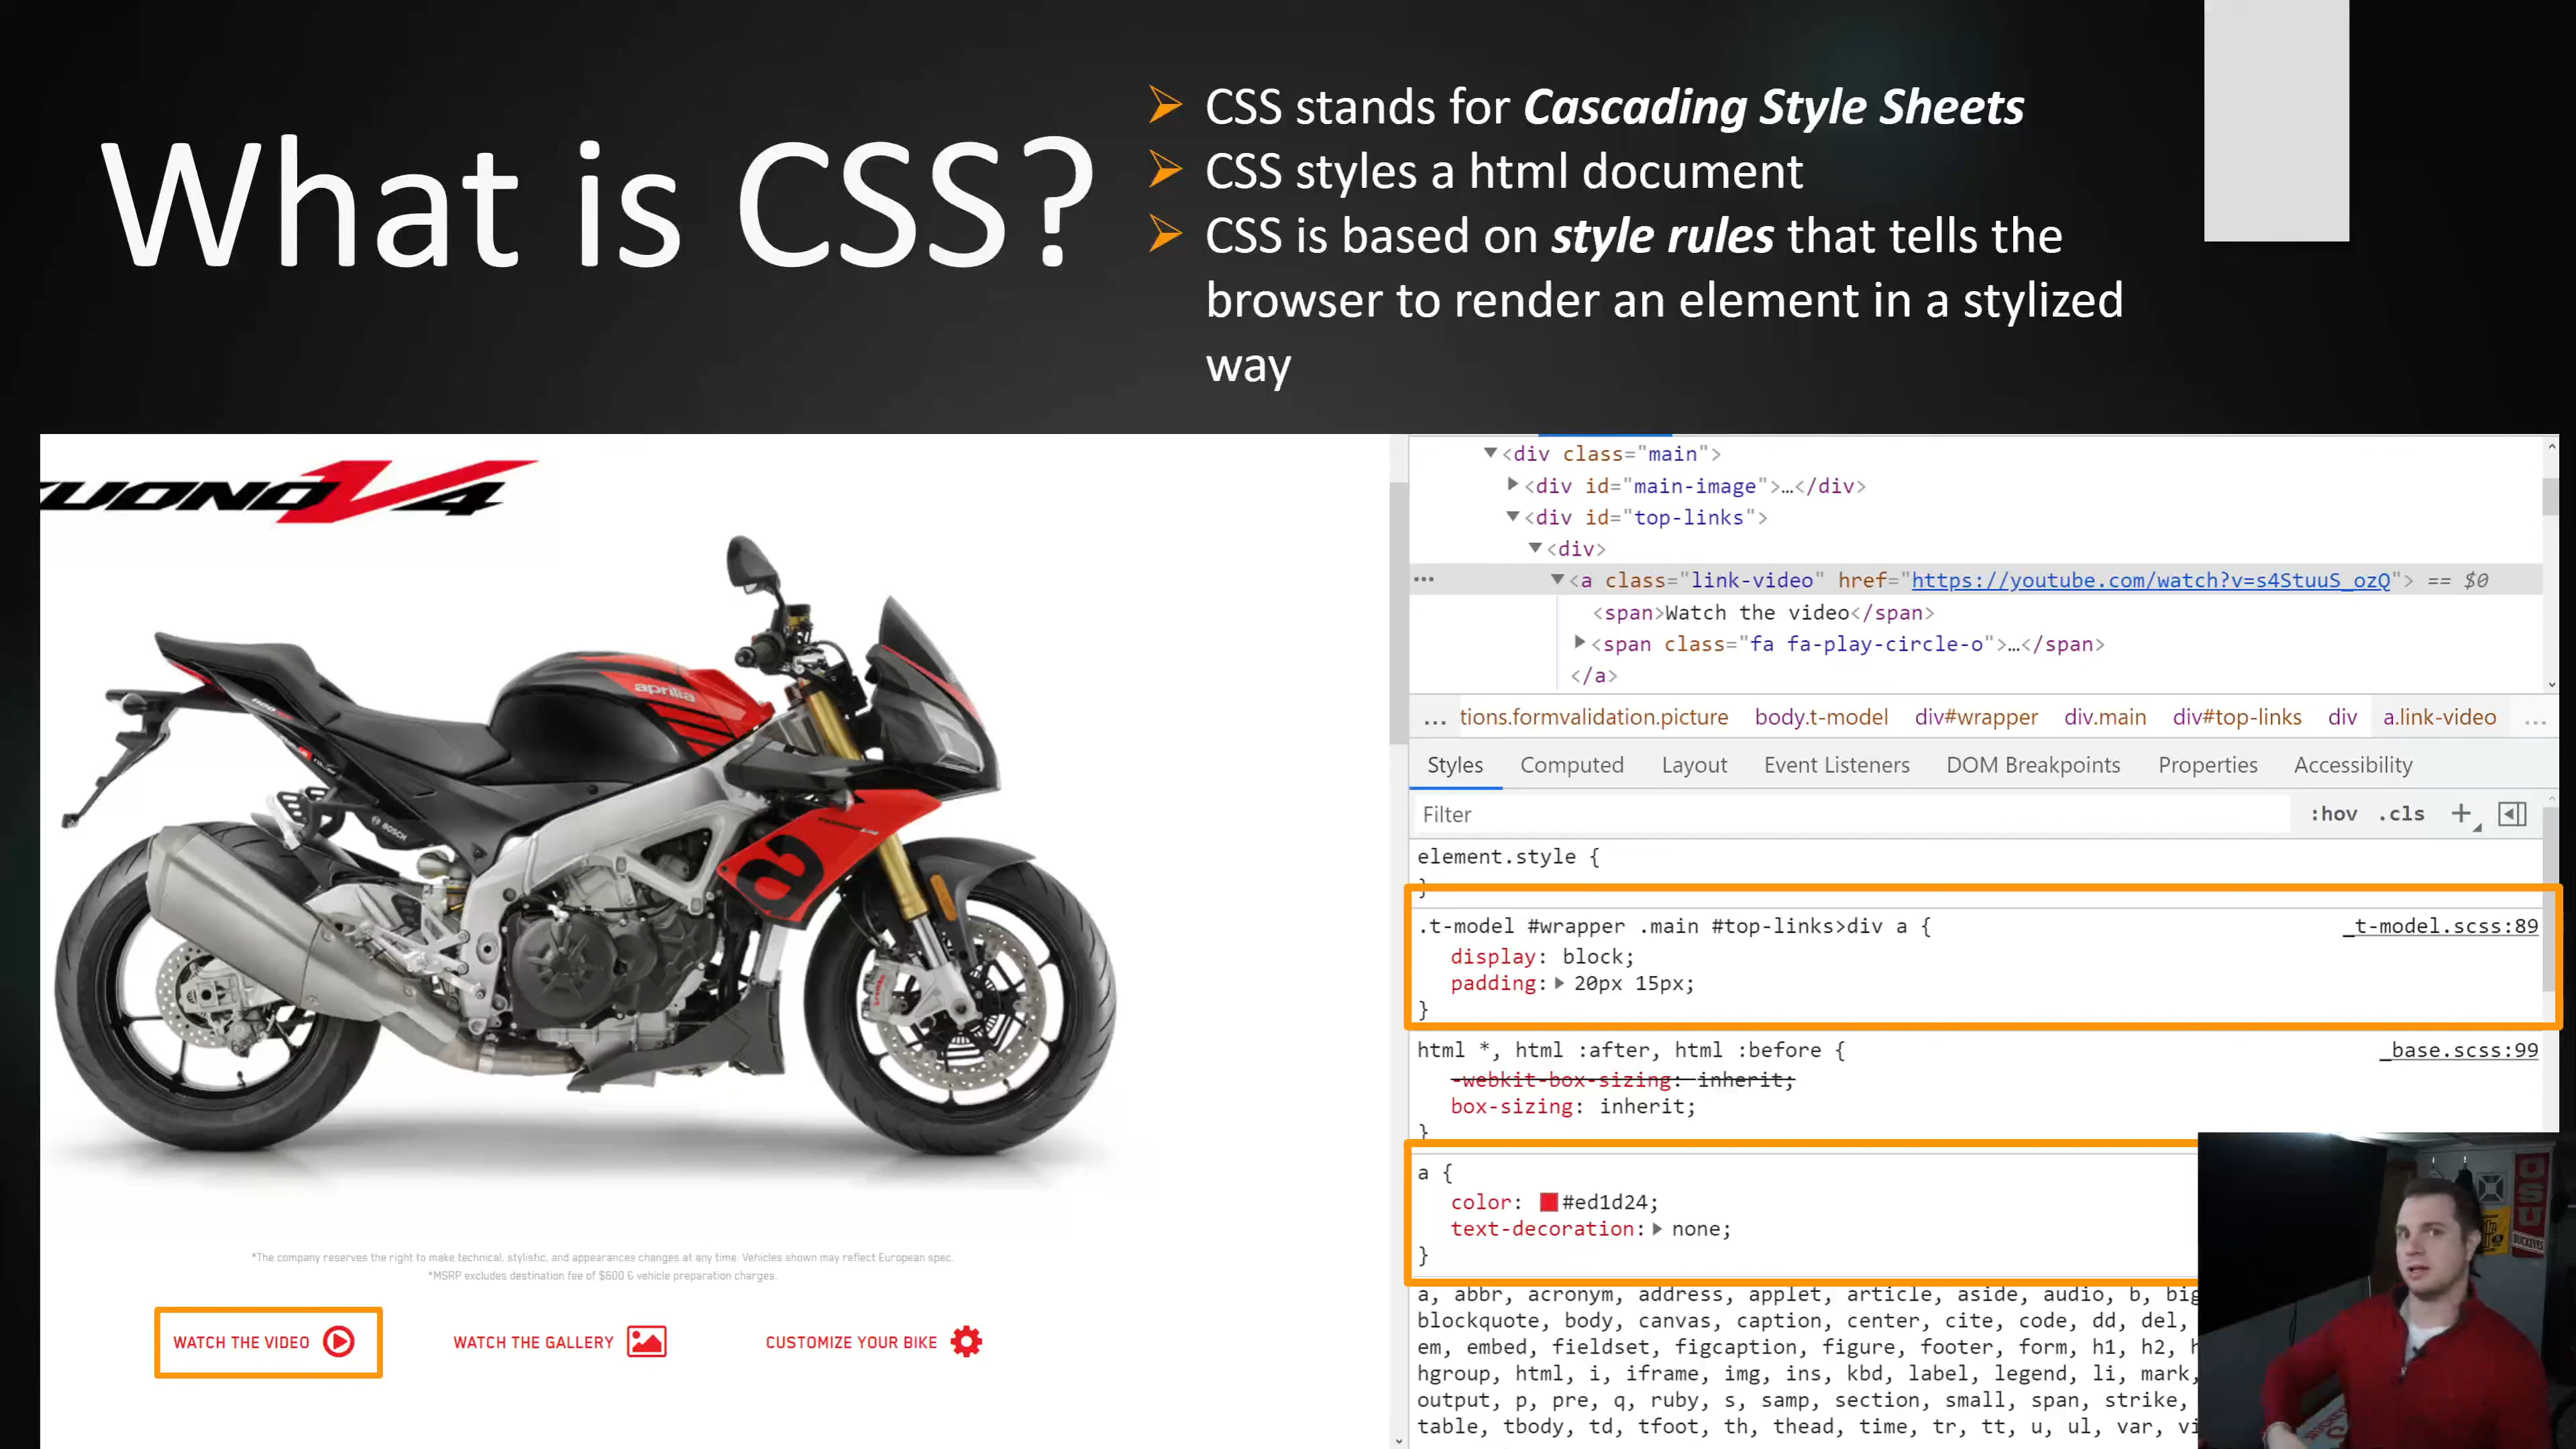 What is CSS?
CSS stands for Cascading Style Sheets
CSS styles a html document
CSS is based on style rules that tells the
browser to render an element in a stylized
way
V4
aprilia
BOSCH
*The company reserves the right to make technical, stylistic, and appearances changes at any time. Vehicles shown may reflect European spec.
*MSRP excludes destination fee of $600 & vehicle preparation charges.
WATCH THE VIDEO
WATCH THE GALLERY
CUSTOMIZE YOUR BIKE
<div class="main">
<div id="main-image">…</div>
<div id="top-links">
<div>
… <a class="link-video" href="https://youtube.com/watch?v=s4StuuS_ozQ"> == $0
<span>Watch the video</span>
<span class="fa fa-play-circle-o">…</span>
</a>
… tions.formvalidation.picture body.t-model div#wrapper div.main div#top-links div a.link-video …
Styles Computed Layout Event Listeners DOM Breakpoints Properties Accessibility
Filter :hov .cls +
element.style {
}
.t-model #wrapper .main #top-links>div a { _t-model.scss:89
display: block;
padding: 20px 15px;
}
html *, html :after, html :before { _base.scss:99
-webkit-box-sizing: inherit;
box-sizing: inherit;
}
a {
color: #ed1d24;
text-decoration: none;
}
a, abbr, acronym, address, applet, article, aside, audio, b, big
blockquote, body, canvas, caption, center, cite, code, dd, del,
em, embed, fieldset, figcaption, figure, footer, form, h1, h2,
hgroup, html, i, iframe, img, ins, kbd, label, legend, li, mark,
output, p, pre, q, ruby, s, samp, section, small, span, strike,
table, tbody, td, tfoot, th, thead, time, tr, tt, u, ul, var,
OSU
BUCKEYES